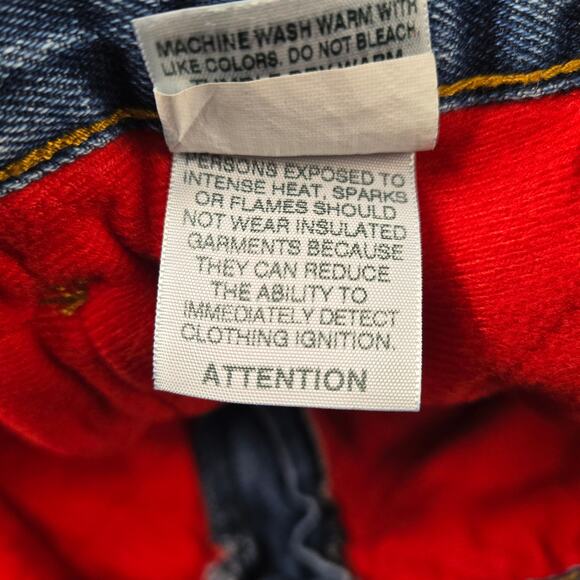 MACHINE WASH WARM WITH
LIKE COLORS. DO NOT BLEACH.
PERSONS EXPOSED TO
INTENSE HEAT, SPARKS
OR FLAMES SHOULD
NOT WEAR INSULATED
GARMENTS BECAUSE
THEY CAN REDUCE
THE ABILITY TO
IMMEDIATELY DETECT
CLOTHING IGNITION.
ATTENTION